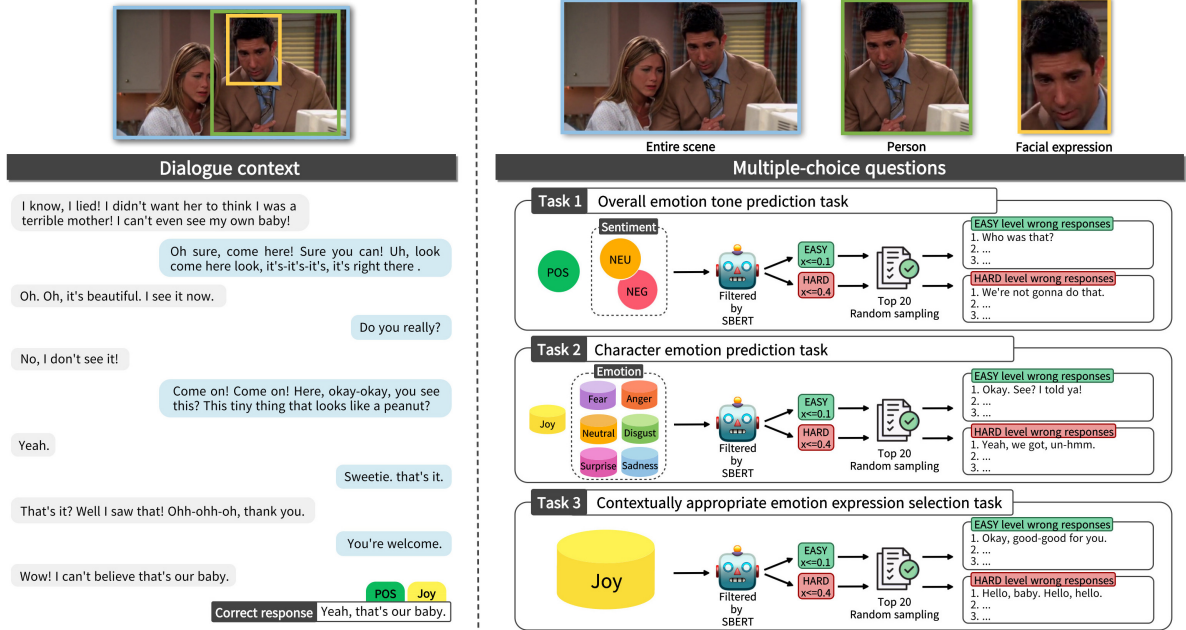 Entire scene
Person
Facial expression
Dialogue context
I know, I lied! I didn't want her to think I was a
terrible mother! I can't even see my own baby!
Oh sure, come here! Sure you can! Uh, look
come here look, it's-it's-it's, it's right there .
Oh. Oh, it's beautiful. I see it now.
Do you really?
No, I don't see it!
Come on! Come on! Here, okay-okay, you see
this? This tiny thing that looks like a peanut?
Yeah.
Sweetie. that's it.
That's it? Well I saw that! Ohh-ohh-oh, thank you.
You're welcome.
Wow! I can't believe that's our baby.
POS
Joy
Correct response
Yeah, that's our baby.
Multiple-choice questions
Task 1
Overall emotion tone prediction task
POS
Sentiment
NEU
NEG
Filtered
by
SBERT
EASY
x<=0.1
HARD
x<=0.4
Top 20
Random sampling
EASY level wrong responses
1. Who was that?
2. ...
3. ...
HARD level wrong responses
1. We're not gonna do that.
2. ...
3. ...
Task 2
Character emotion prediction task
Joy
Emotion
Fear
Anger
Neutral
Disgust
Surprise
Sadness
Filtered
by
SBERT
EASY
x<=0.1
HARD
x<=0.4
Top 20
Random sampling
EASY level wrong responses
1. Okay. See? I told ya!
2. ...
3. ...
HARD level wrong responses
1. Yeah, we got, un-hmm.
2. ...
3. ...
Task 3
Contextually appropriate emotion expression selection task
Joy
Filtered
by
SBERT
EASY
x<=0.1
HARD
x<=0.4
Top 20
Random sampling
EASY level wrong responses
1. Okay, good-good for you.
2. ...
3. ...
HARD level wrong responses
1. Hello, baby. Hello, hello.
2. ...
3. ...